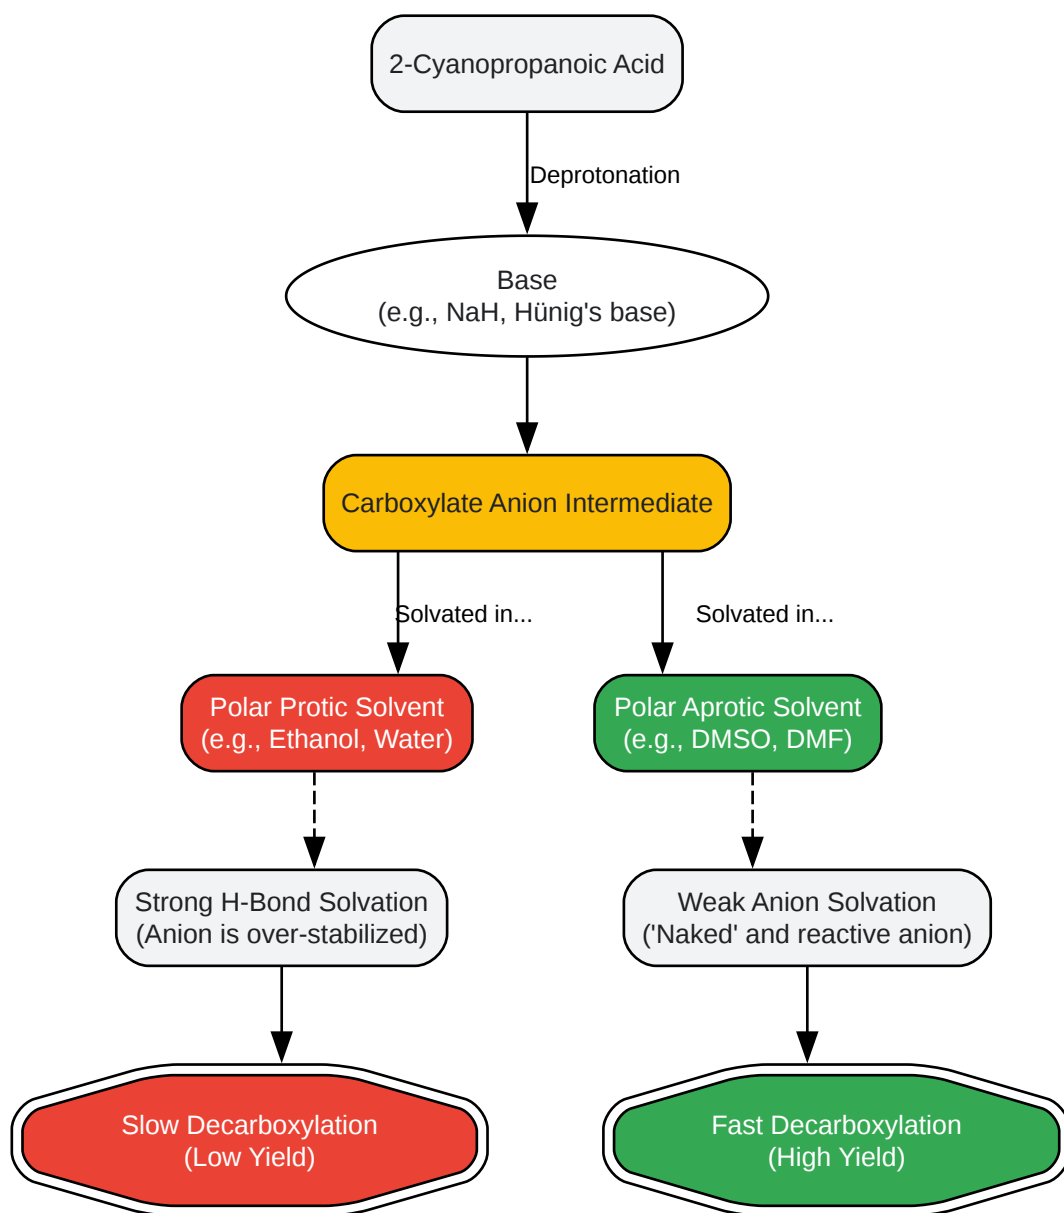 2-Cyanopropanoic Acid
Deprotonation
Base
(e.g., NaH, Hünig's base)
Carboxylate Anion Intermediate
Solvated in...
Solvated in...
Polar Protic Solvent
(e.g., Ethanol, Water)
Polar Aprotic Solvent
(e.g., DMSO, DMF)
Strong H-Bond Solvation
(Anion is over-stabilized)
Weak Anion Solvation
('Naked' and reactive anion)
Slow Decarboxylation
(Low Yield)
Fast Decarboxylation
(High Yield)